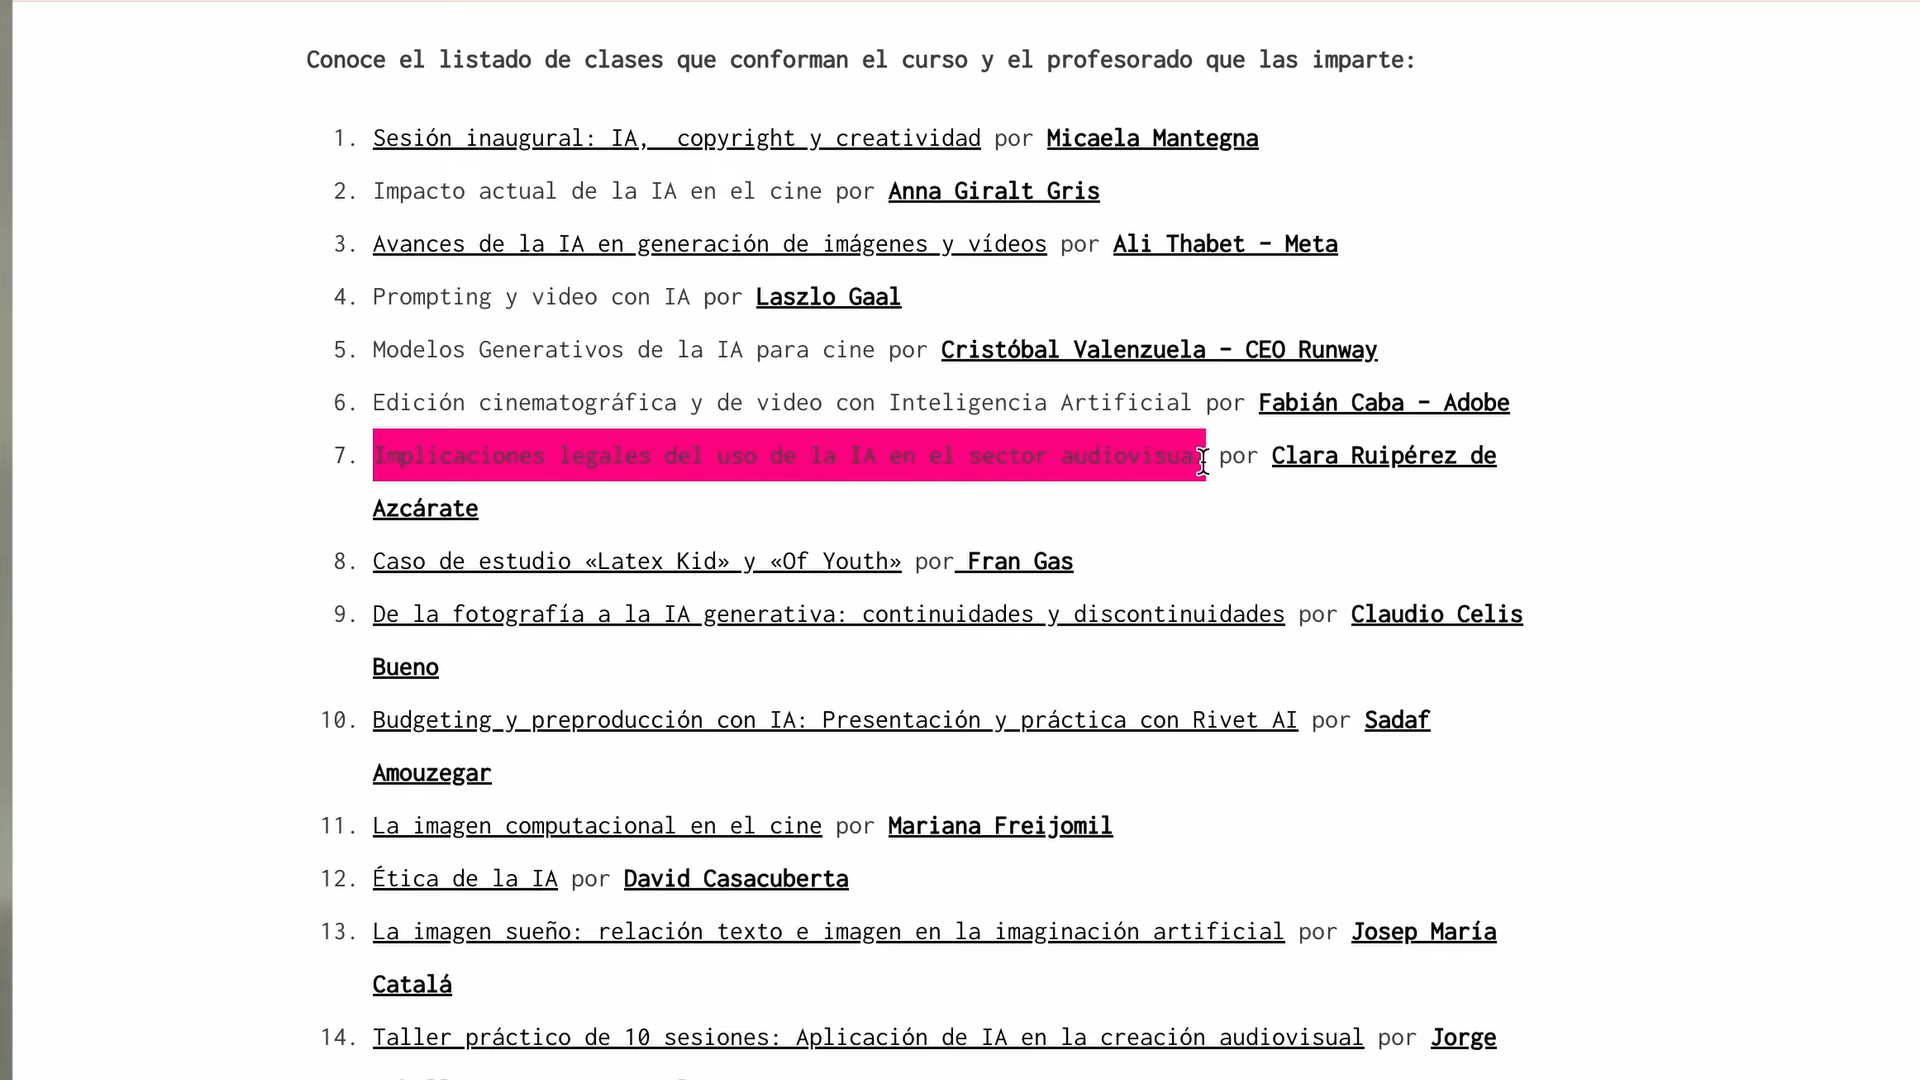 Conoce el listado de clases que conforman el curso y el profesorado que las imparte:
1. Sesión inaugural: IA,  copyright y creatividad por Micaela Mantegna
2. Impacto actual de la IA en el cine por Anna Giralt Gris
3. Avances de la IA en generación de imágenes y vídeos por Ali Thabet – Meta
4. Prompting y video con IA por Laszlo Gaal
5. Modelos Generativos de la IA para cine por Cristóbal Valenzuela – CEO Runway
6. Edición cinematográfica y de video con Inteligencia Artificial por Fabián Caba – Adobe
7. Implicaciones legales del uso de la IA en el sector audiovisual por Clara Ruipérez de
Azcárate
8. Caso de estudio «Latex Kid» y «Of Youth» por Fran Gas
9. De la fotografía a la IA generativa: continuidades y discontinuidades por Claudio Celis
Bueno
10. Budgeting y preproducción con IA: Presentación y práctica con Rivet AI por Sadaf
Amouzegar
11. La imagen computacional en el cine por Mariana Freijomil
12. Ética de la IA por David Casacuberta
13. La imagen sueño: relación texto e imagen en la imaginación artificial por Josep María
Catalá
14. Taller práctico de 10 sesiones: Aplicación de IA en la creación audiovisual por Jorge